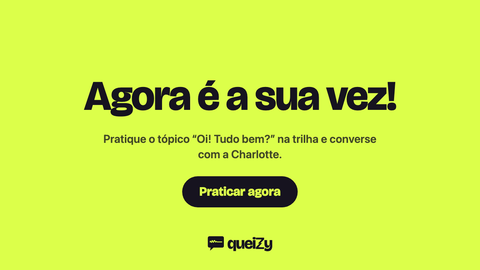 Agora é a sua vez!
Pratique o tópico “Oi! Tudo bem?” na trilha e converse
com a Charlotte.
Praticar agora
queiZy